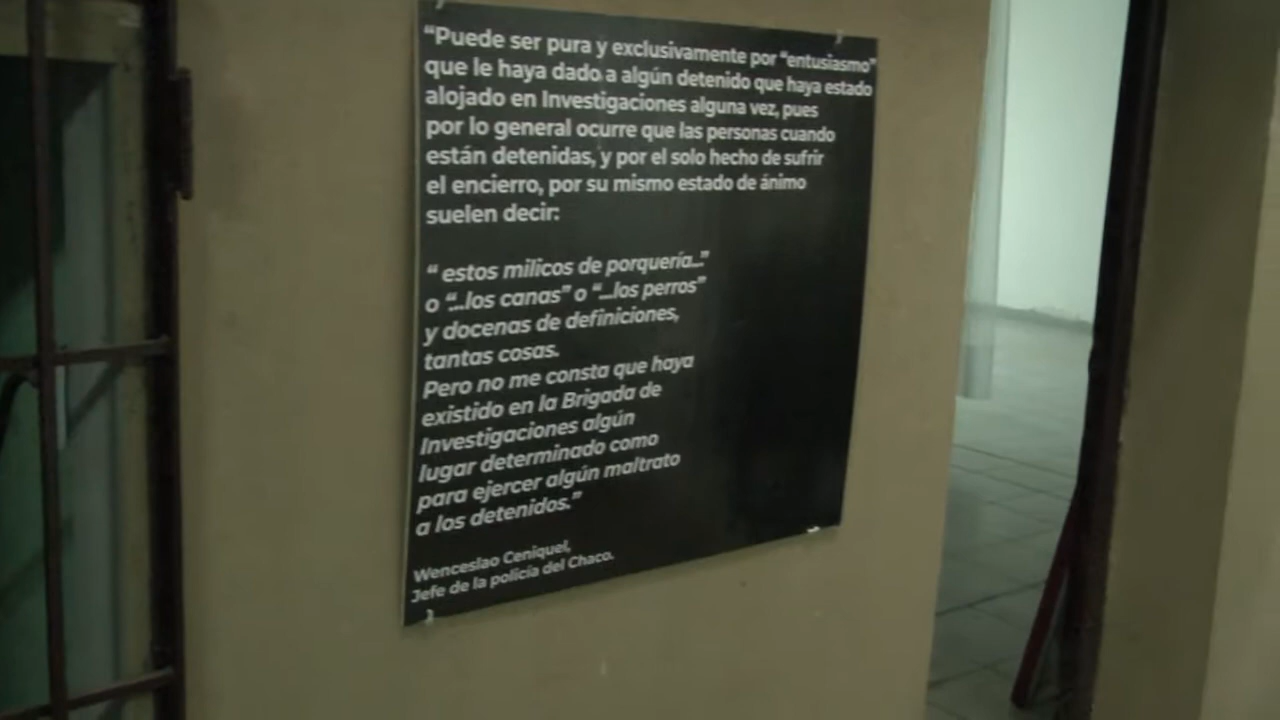 “Puede ser pura y exclusivamente por “entusiasmo”
que le haya dado a algún detenido que haya estado
alojado en Investigaciones alguna vez, pues
por lo general ocurre que las personas cuando
están detenidas, y por el solo hecho de sufrir
el encierro, por su mismo estado de ánimo
suelen decir:
“ estos milicos de porquería...”
o “...los canas” o “...los perros”
y docenas de definiciones,
tantas cosas.
Pero no me consta que haya
existido en la Brigada de
Investigaciones algún
lugar determinado como
para ejercer algún maltrato
a los detenidos.”
Wenceslao Ceniquel,
Jefe de la policía del Chaco.